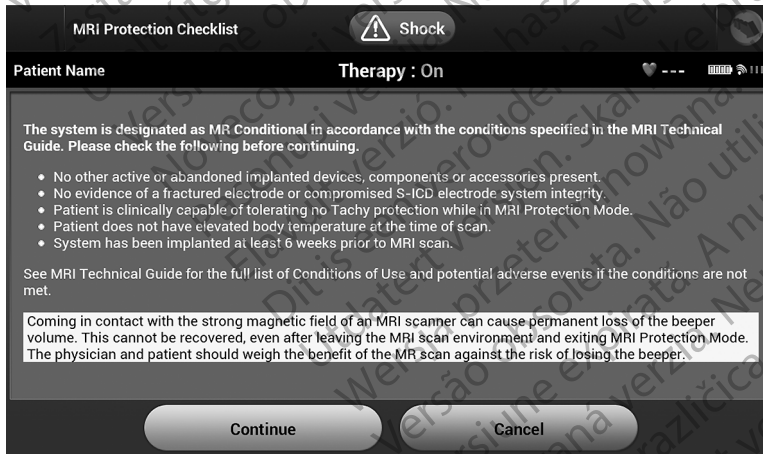 MRI Protection Checklist
Shock
Patient Name
Therapy : On
---
The system is designated as MR Conditional in accordance with the conditions specified in the MRI Technical
Guide. Please check the following before continuing.
• No other active or abandoned implanted devices, components or accessories present.
• No evidence of a fractured electrode or compromised S-ICD electrode system integrity.
• Patient is clinically capable of tolerating no Tachy protection while in MRI Protection Mode.
• Patient does not have elevated body temperature at the time of scan.
• System has been implanted at least 6 weeks prior to MRI scan.
See MRI Technical Guide for the full list of Conditions of Use and potential adverse events if the conditions are not
met.
Coming in contact with the strong magnetic field of an MRI scanner can cause permanent loss of the beeper
volume. This cannot be recovered, even after leaving the MRI scan environment and exiting MRI Protection Mode.
The physician and patient should weigh the benefit of the MR scan against the risk of losing the beeper.
Continue
Cancel